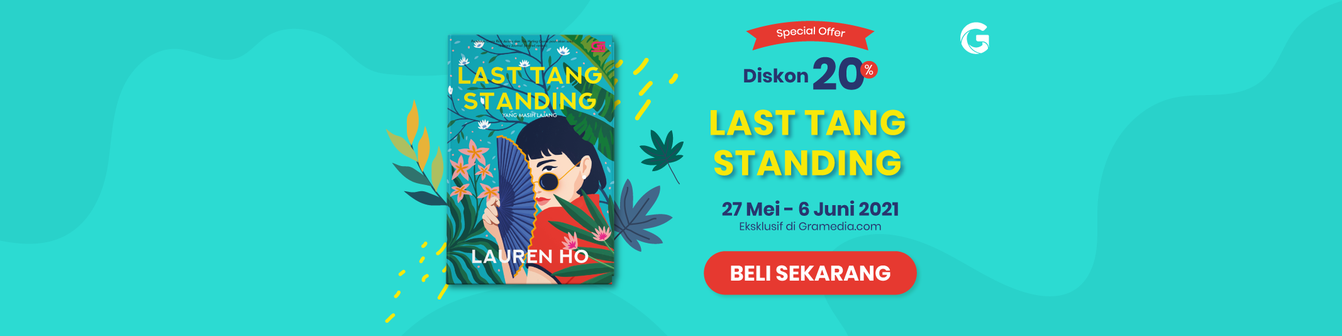 LAST TANG
STANDING
YANG MASIH LAJANG
LAUREN HO
Special Offer
Diskon 20%
LAST TANG
STANDING
27 Mei - 6 Juni 2021
Eksklusif di Gramedia.com
BELI SEKARANG